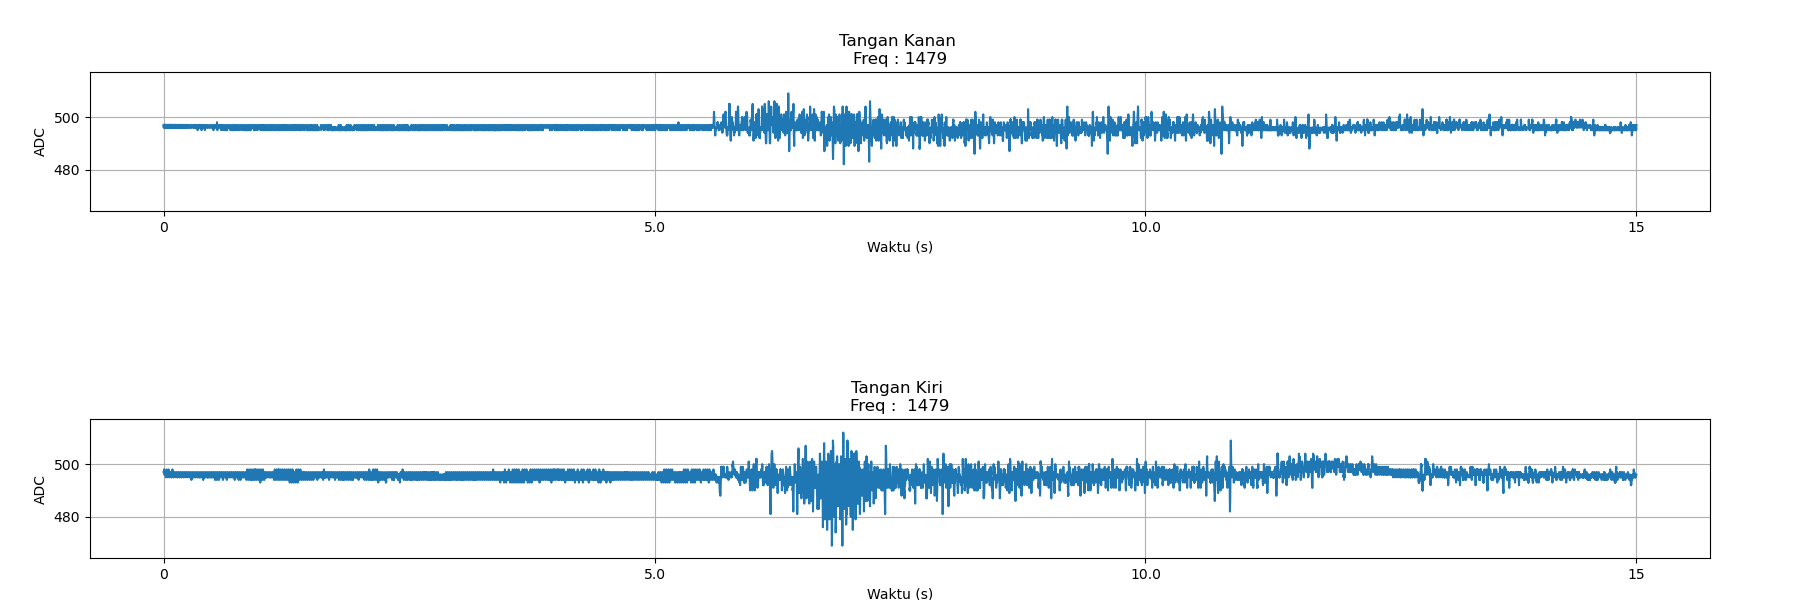 Tangan Kanan
Freq : 1479
ADC
500
480
0 5.0 10.0 15
Waktu (s)
Tangan Kiri
Freq :  1479
ADC
500
480
0 5.0 10.0 15
Waktu (s)